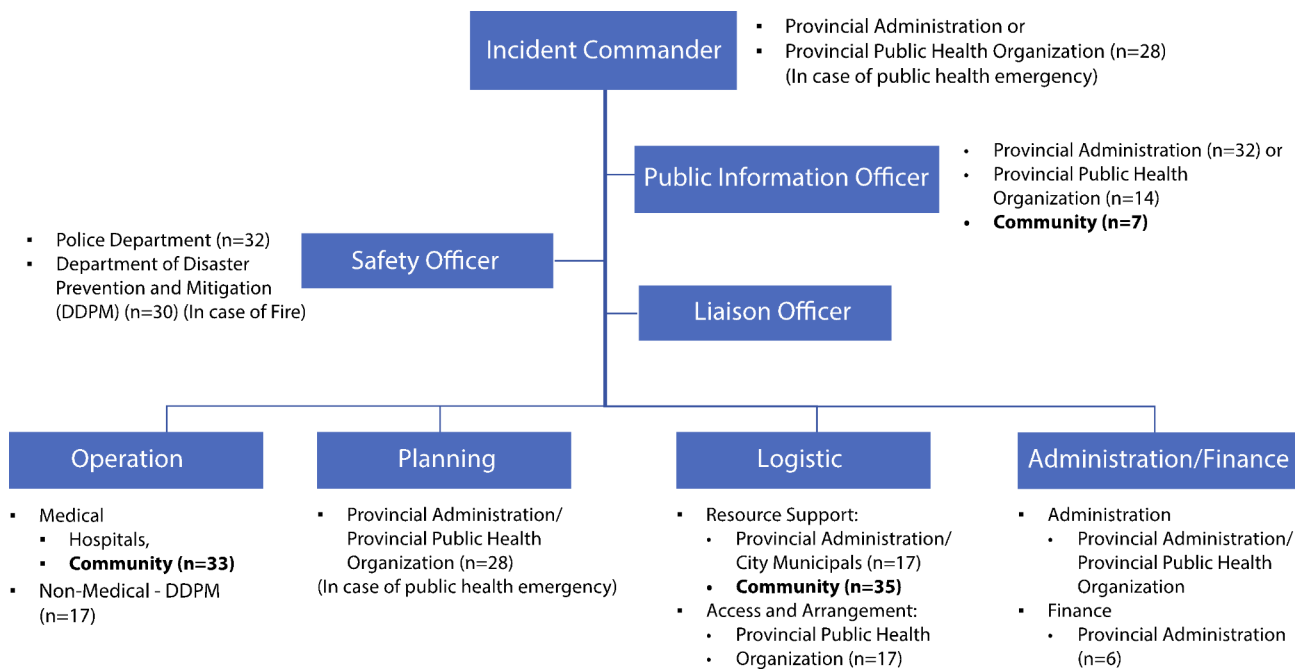 Incident Commander
▪ Provincial Administration or
▪ Provincial Public Health Organization (n=28)
(In case of public health emergency)
Public Information Officer
• Provincial Administration (n=32) or
• Provincial Public Health
Organization (n=14)
• Community (n=7)
▪ Police Department (n=32)
▪ Department of Disaster
Prevention and Mitigation
(DDPM) (n=30) (In case of Fire)
Safety Officer
Liaison Officer
Operation
▪ Medical
▪ Hospitals,
▪ Community (n=33)
▪ Non-Medical - DDPM
(n=17)
Planning
▪ Provincial Administration/
Provincial Public Health
Organization (n=28)
(In case of public health emergency)
Logistic
▪ Resource Support:
• Provincial Administration/
City Municipals (n=17)
• Community (n=35)
▪ Access and Arrangement:
• Provincial Public Health
• Organization (n=17)
Administration/Finance
▪ Administration
• Provincial Administration/
Provincial Public Health
Organization
▪ Finance
• Provincial Administration
(n=6)